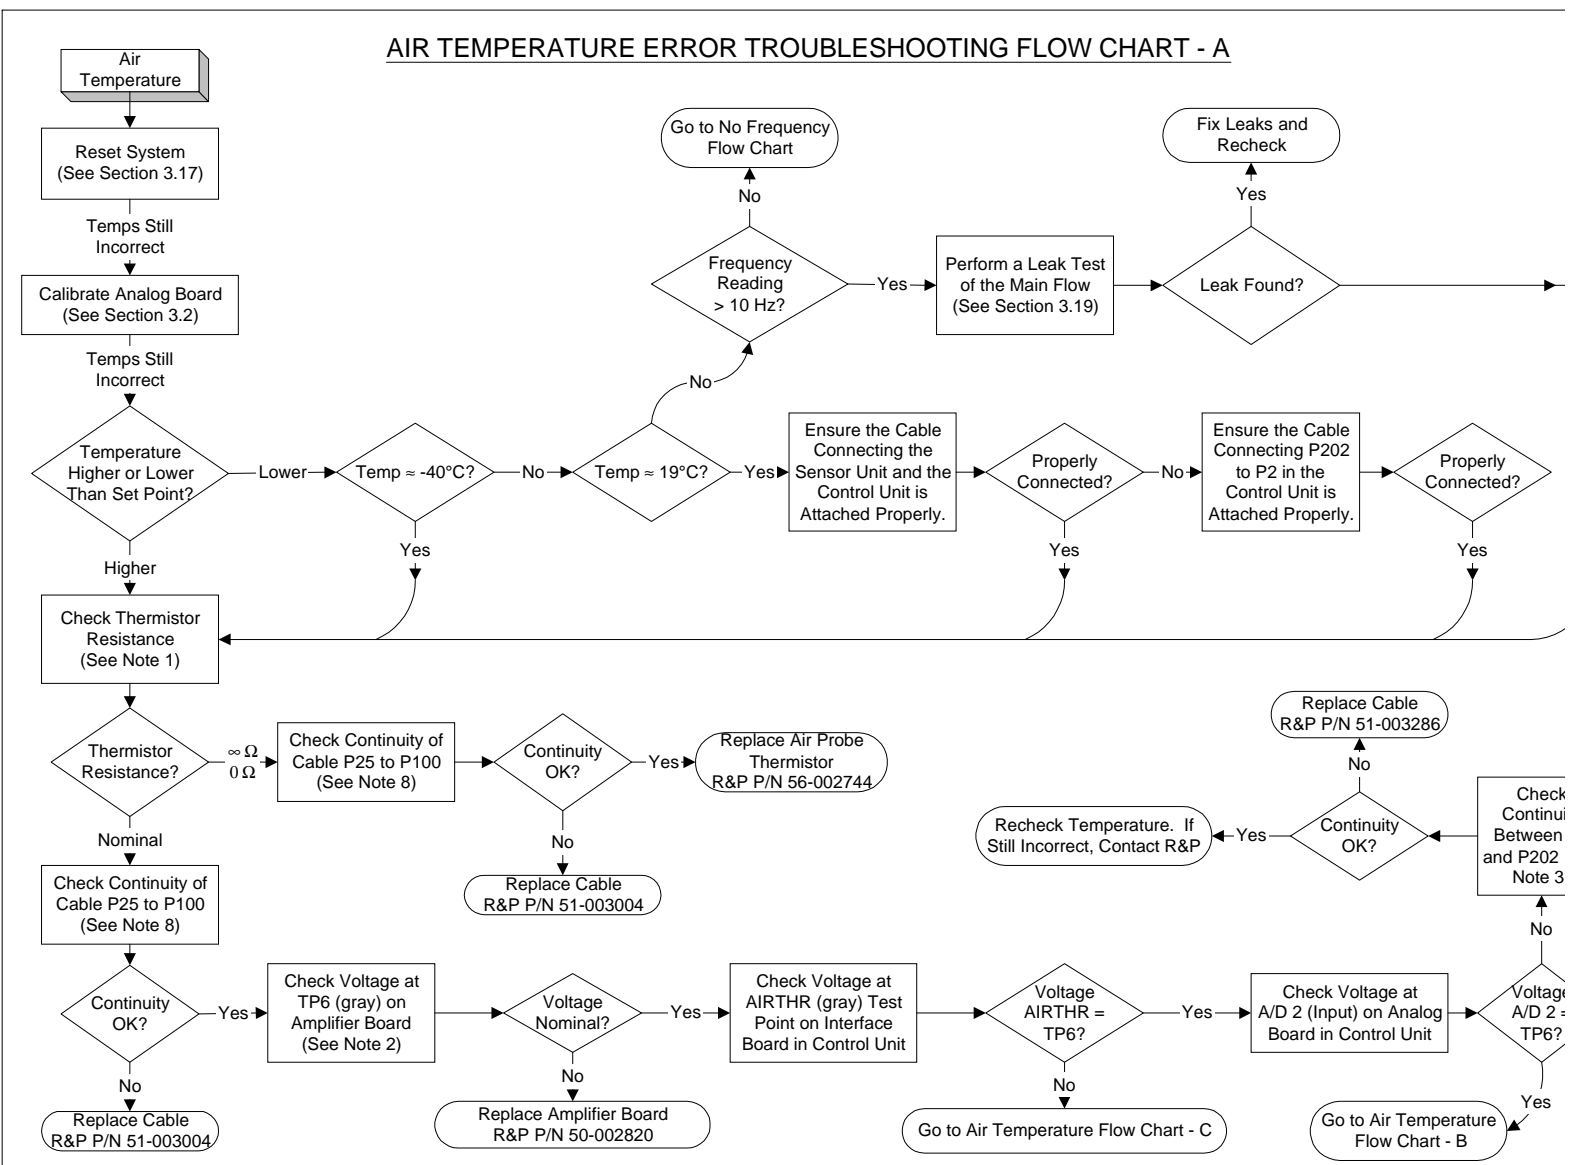 AIR TEMPERATURE ERROR TROUBLESHOOTING FLOW CHART - A
Air
Temperature
Reset System
(See Section 3.17)
Temps Still
Incorrect
Calibrate Analog Board
(See Section 3.2)
Temps Still
Incorrect
Temperature
Higher or Lower
Than Set Point?
Lower
Temp ≈ -40°C?
No
Temp ≈ 19°C?
No
Frequency
Reading
> 10 Hz?
No
Go to No Frequency
Flow Chart
Yes
Perform a Leak Test
of the Main Flow
(See Section 3.19)
Leak Found?
Yes
Fix Leaks and
Recheck
Yes
Ensure the Cable
Connecting the
Sensor Unit and the
Control Unit is
Attached Properly.
Properly
Connected?
No
Ensure the Cable
Connecting P202
to P2 in the
Control Unit is
Attached Properly.
Properly
Connected?
Yes
Yes
Yes
Higher
Check Thermistor
Resistance
(See Note 1)
Thermistor
Resistance?
∞ Ω
0 Ω
Check Continuity of
Cable P25 to P100
(See Note 8)
Continuity
OK?
Yes
Replace Air Probe
Thermistor
R&P P/N 56-002744
No
Replace Cable
R&P P/N 51-003004
Nominal
Check Continuity of
Cable P25 to P100
(See Note 8)
Continuity
OK?
No
Replace Cable
R&P P/N 51-003004
Yes
Check Voltage at
TP6 (gray) on
Amplifier Board
(See Note 2)
Voltage
Nominal?
No
Replace Amplifier Board
R&P P/N 50-002820
Yes
Check Voltage at
AIRTHR (gray) Test
Point on Interface
Board in Control Unit
Voltage
AIRTHR =
TP6?
No
Go to Air Temperature Flow Chart - C
Yes
Check Voltage at
A/D 2 (Input) on Analog
Board in Control Unit
Voltage
A/D 2 =
TP6?
Yes
Go to Air Temperature
Flow Chart - B
No
Check
Continui
Between
and P202
Note 3
Continuity
OK?
No
Replace Cable
R&P P/N 51-003286
Yes
Recheck Temperature. If
Still Incorrect, Contact R&P